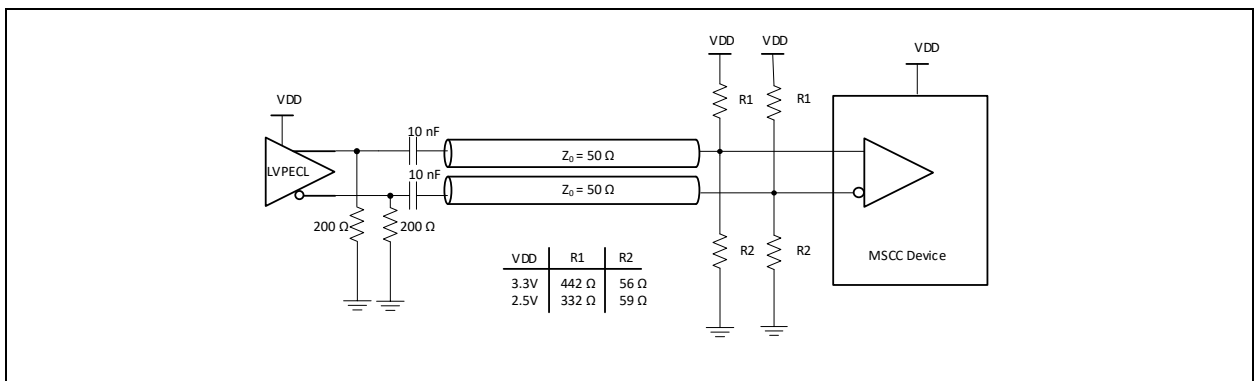 VDD
VDD
VDD
R1
R1
VDD
10 nF
LVPECL
Z₀ = 50 Ω
10 nF
Z₀ = 50 Ω
200 Ω
200 Ω
R2
R2
MSCC Device
VDD R1 R2
3.3V 442 Ω 56 Ω
2.5V 332 Ω 59 Ω